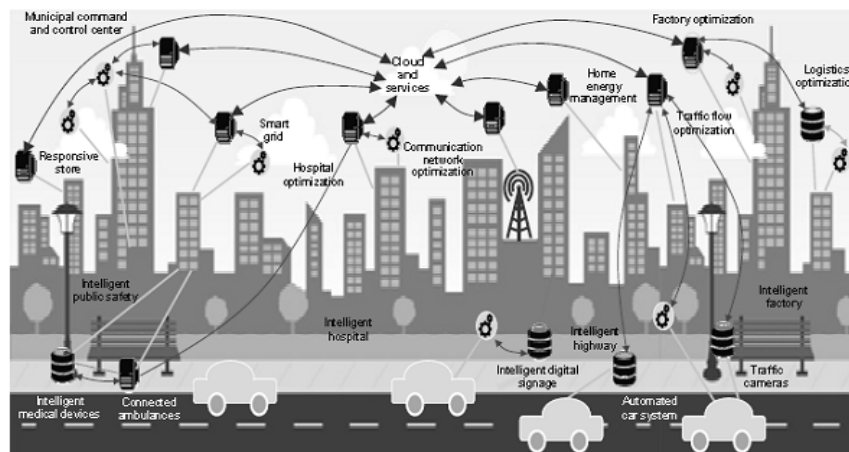 Municipal command
and control center
Factory optimization
Cloud and
services
Home
energy
management
Logistics
optimization
Traffic flow
optimization
Smart
grid
Responsive
store
Hospital
optimization
Communication
network
optimization
Intelligent
public safety
Intelligent
factory
Intelligent
hospital
Intelligent
highway
Intelligent digital
signage
Traffic
cameras
Intelligent
medical devices
Connected
ambulances
Automated
car system